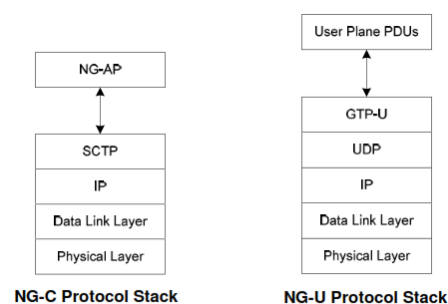 NG-AP
SCTP
IP
Data Link Layer
Physical Layer
NG-C Protocol Stack
User Plane PDUs
GTP-U
UDP
IP
Data Link Layer
Physical Layer
NG-U Protocol Stack